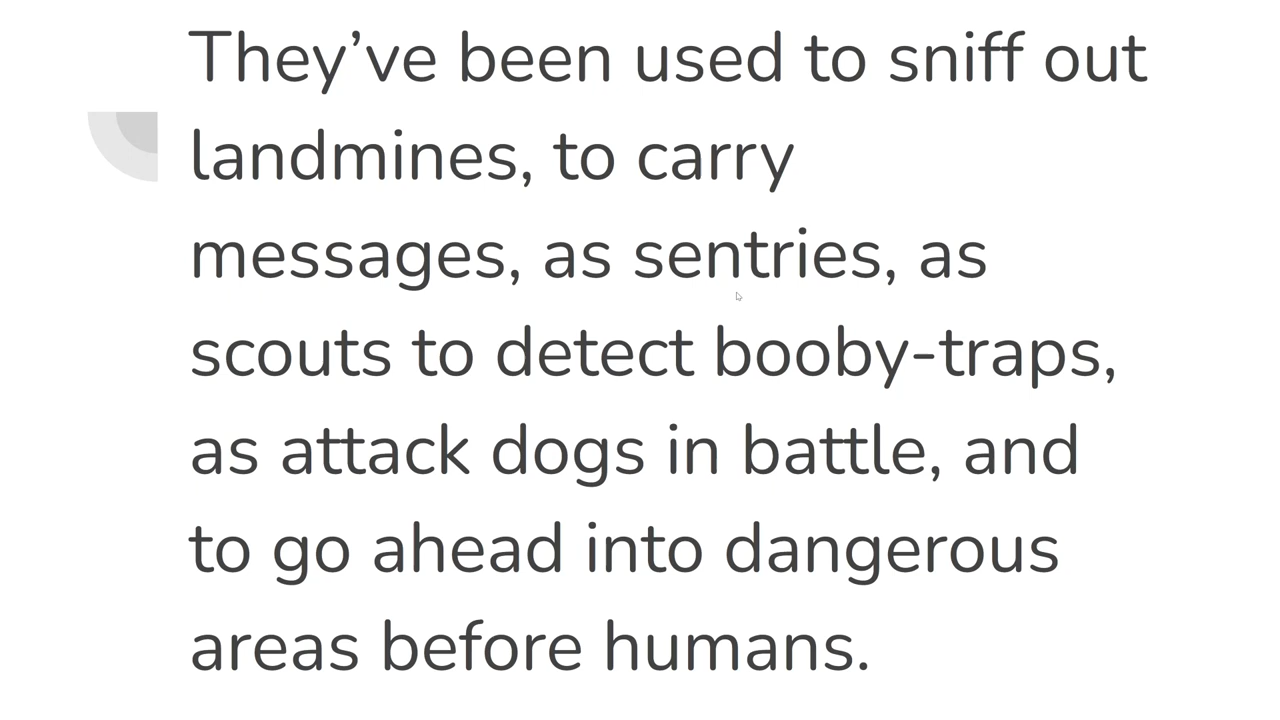 They’ve been used to sniff out
landmines, to carry
messages, as sentries, as
scouts to detect booby-traps,
as attack dogs in battle, and
to go ahead into dangerous
areas before humans.